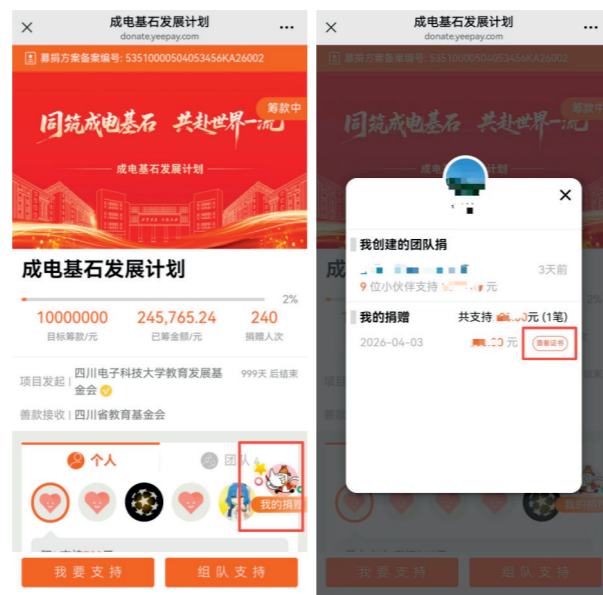 成电基石发展计划
donate.yeepay.com
募捐方案备案编号: 53510000504053456KA26002
筹款中
同筑成电基石 共赴世界一流
成电基石发展计划
成电基石发展计划
2%
10000000
目标筹款/元
245,765.24
已筹金额/元
240
捐赠人次
项目发起 | 四川电子科技大学教育发展基金会
999天 后结束
善款接收 | 四川省教育基金会
个人
团队
我的捐赠
我要支持
组队支持
成电基石发展计划
donate.yeepay.com
募捐方案备案编号: 53510000504053456KA26002
筹款中
同筑成电基石 共赴世界一流
我创建的团队捐
3天前
9 位小伙伴支持
元
我的捐赠
共支持
元 (1笔)
2026-04-03
元
查看证书
我要支持
组队支持